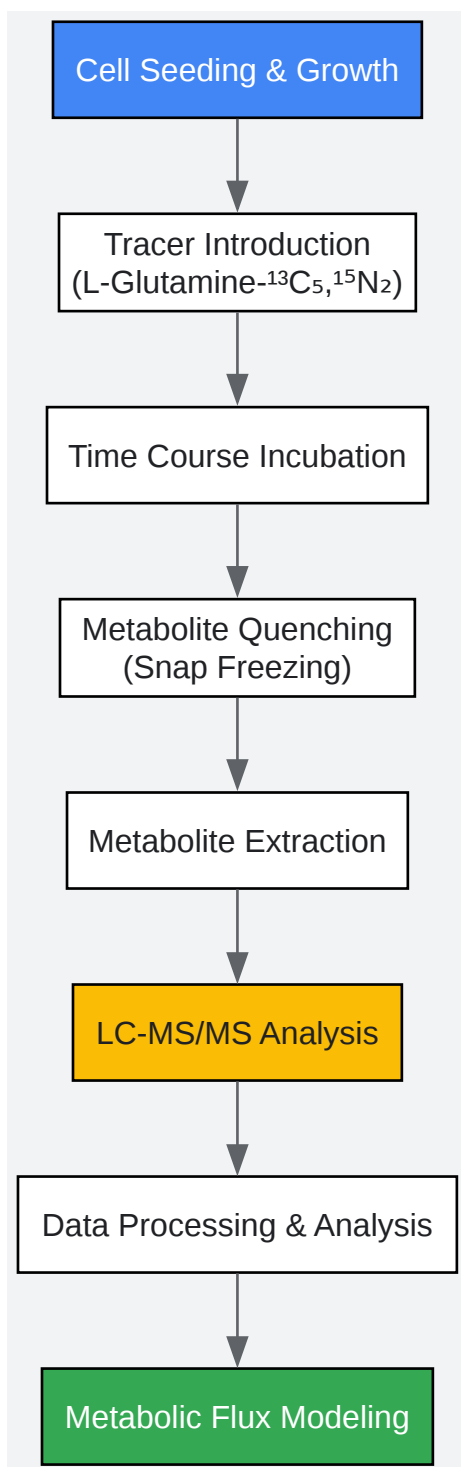 Cell Seeding & Growth
Tracer Introduction
(L-Glutamine-¹³C₅,¹⁵N₂)
Time Course Incubation
Metabolite Quenching
(Snap Freezing)
Metabolite Extraction
LC-MS/MS Analysis
Data Processing & Analysis
Metabolic Flux Modeling